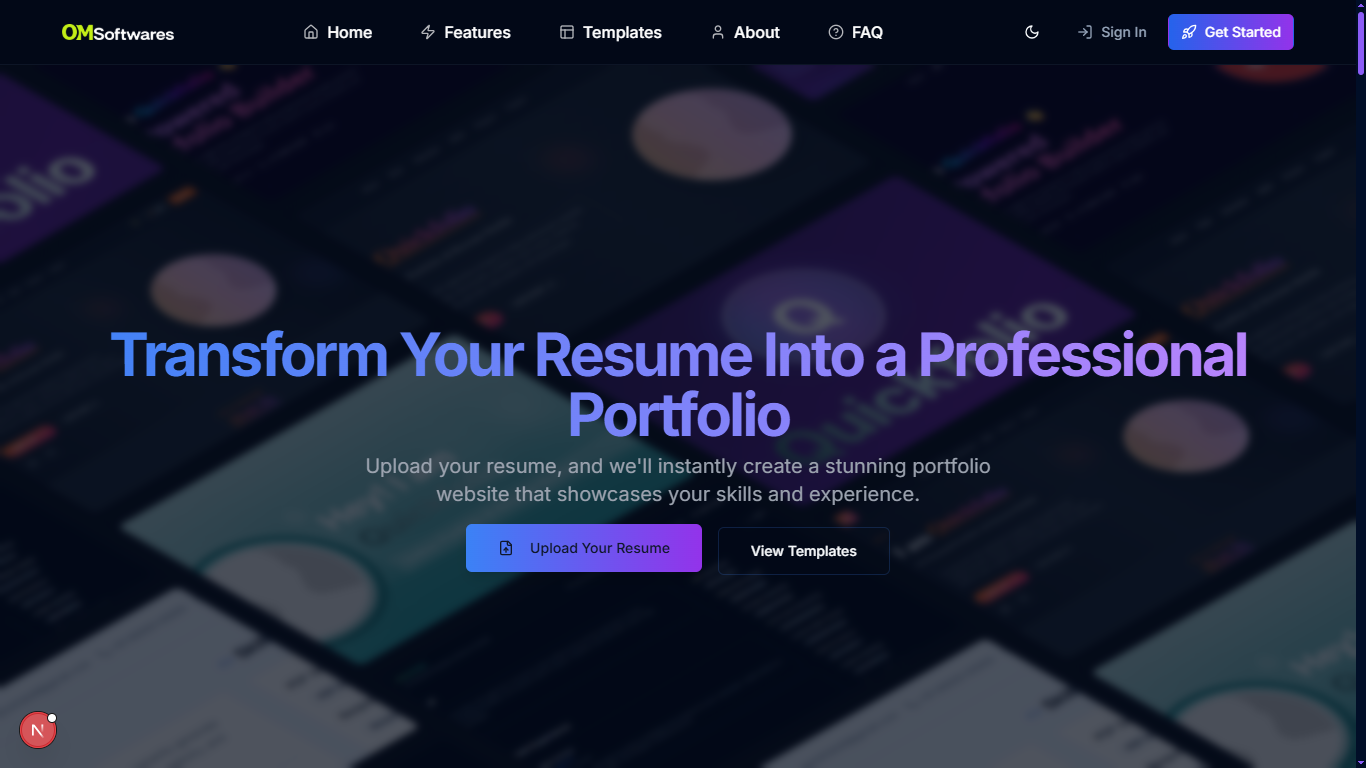 OMSoftwares
Home
Features
Templates
About
FAQ
Sign In
Get Started
olio
Quickfolio
Transform Your Resume Into a Professional
Portfolio
Upload your resume, and we'll instantly create a stunning portfolio
website that showcases your skills and experience.
Upload Your Resume
View Templates
N